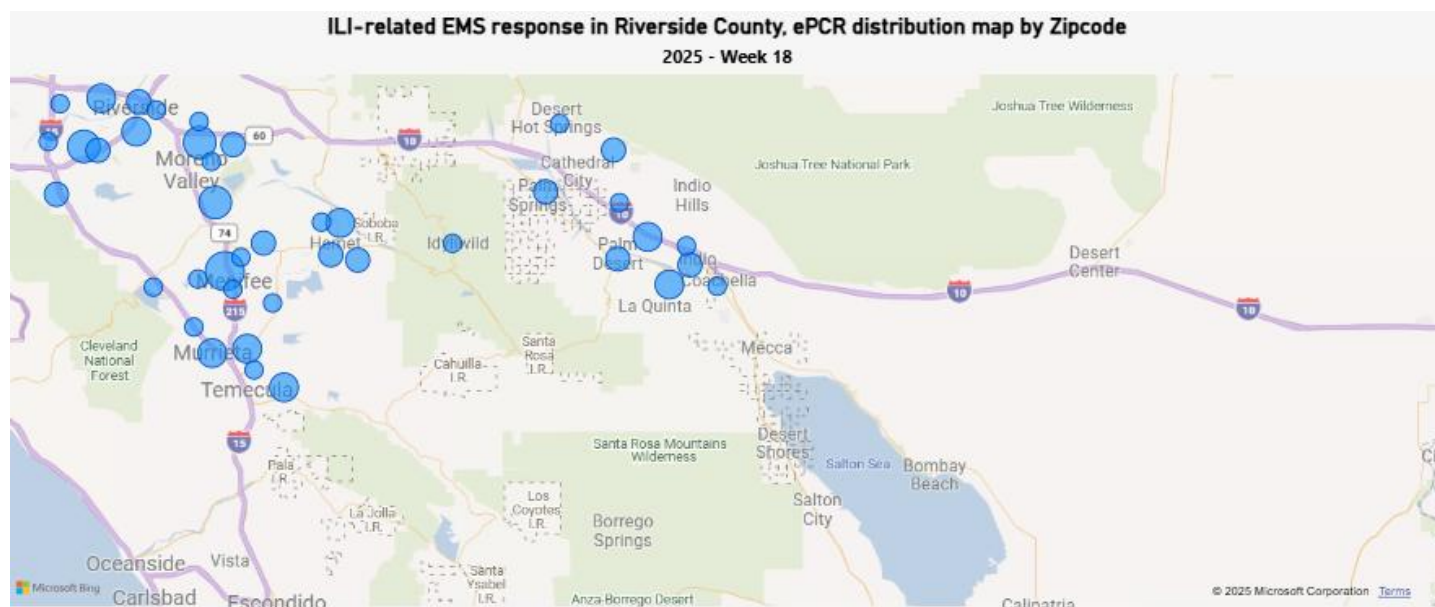 ILI-related EMS response in Riverside County, ePCR distribution map by Zipcode
2025 - Week 18
Riverside
60
10
Moreno
Valley
74
Soboba
I.R.
Hemet
Idyllwild
Menifee
215
Murrieta
Temecula
15
Cleveland
National
Forest
Desert
Hot Springs
Cathedral
City
Palm
Springs
10
Indio
Hills
Palm
Desert
Indio
Coachella
La Quinta
Joshua Tree Wilderness
Joshua Tree National Park
Desert
Center
10
10
Mecca
Santa
Rosa
I.R.
Cahuilla
I.R.
Santa Rosa Mountains
Wilderness
Desert
Shores
Salton Sea
Bombay
Beach
Salton
City
Pala
I.R.
La Jolla
I.R.
Los
Coyotes
I.R.
Borrego
Springs
Oceanside
Vista
Carlsbad
Escondido
Santa
Ysabel
I.R.
Anza-Borrego Desert
Calipatria
Microsoft Bing
© 2025 Microsoft Corporation Terms